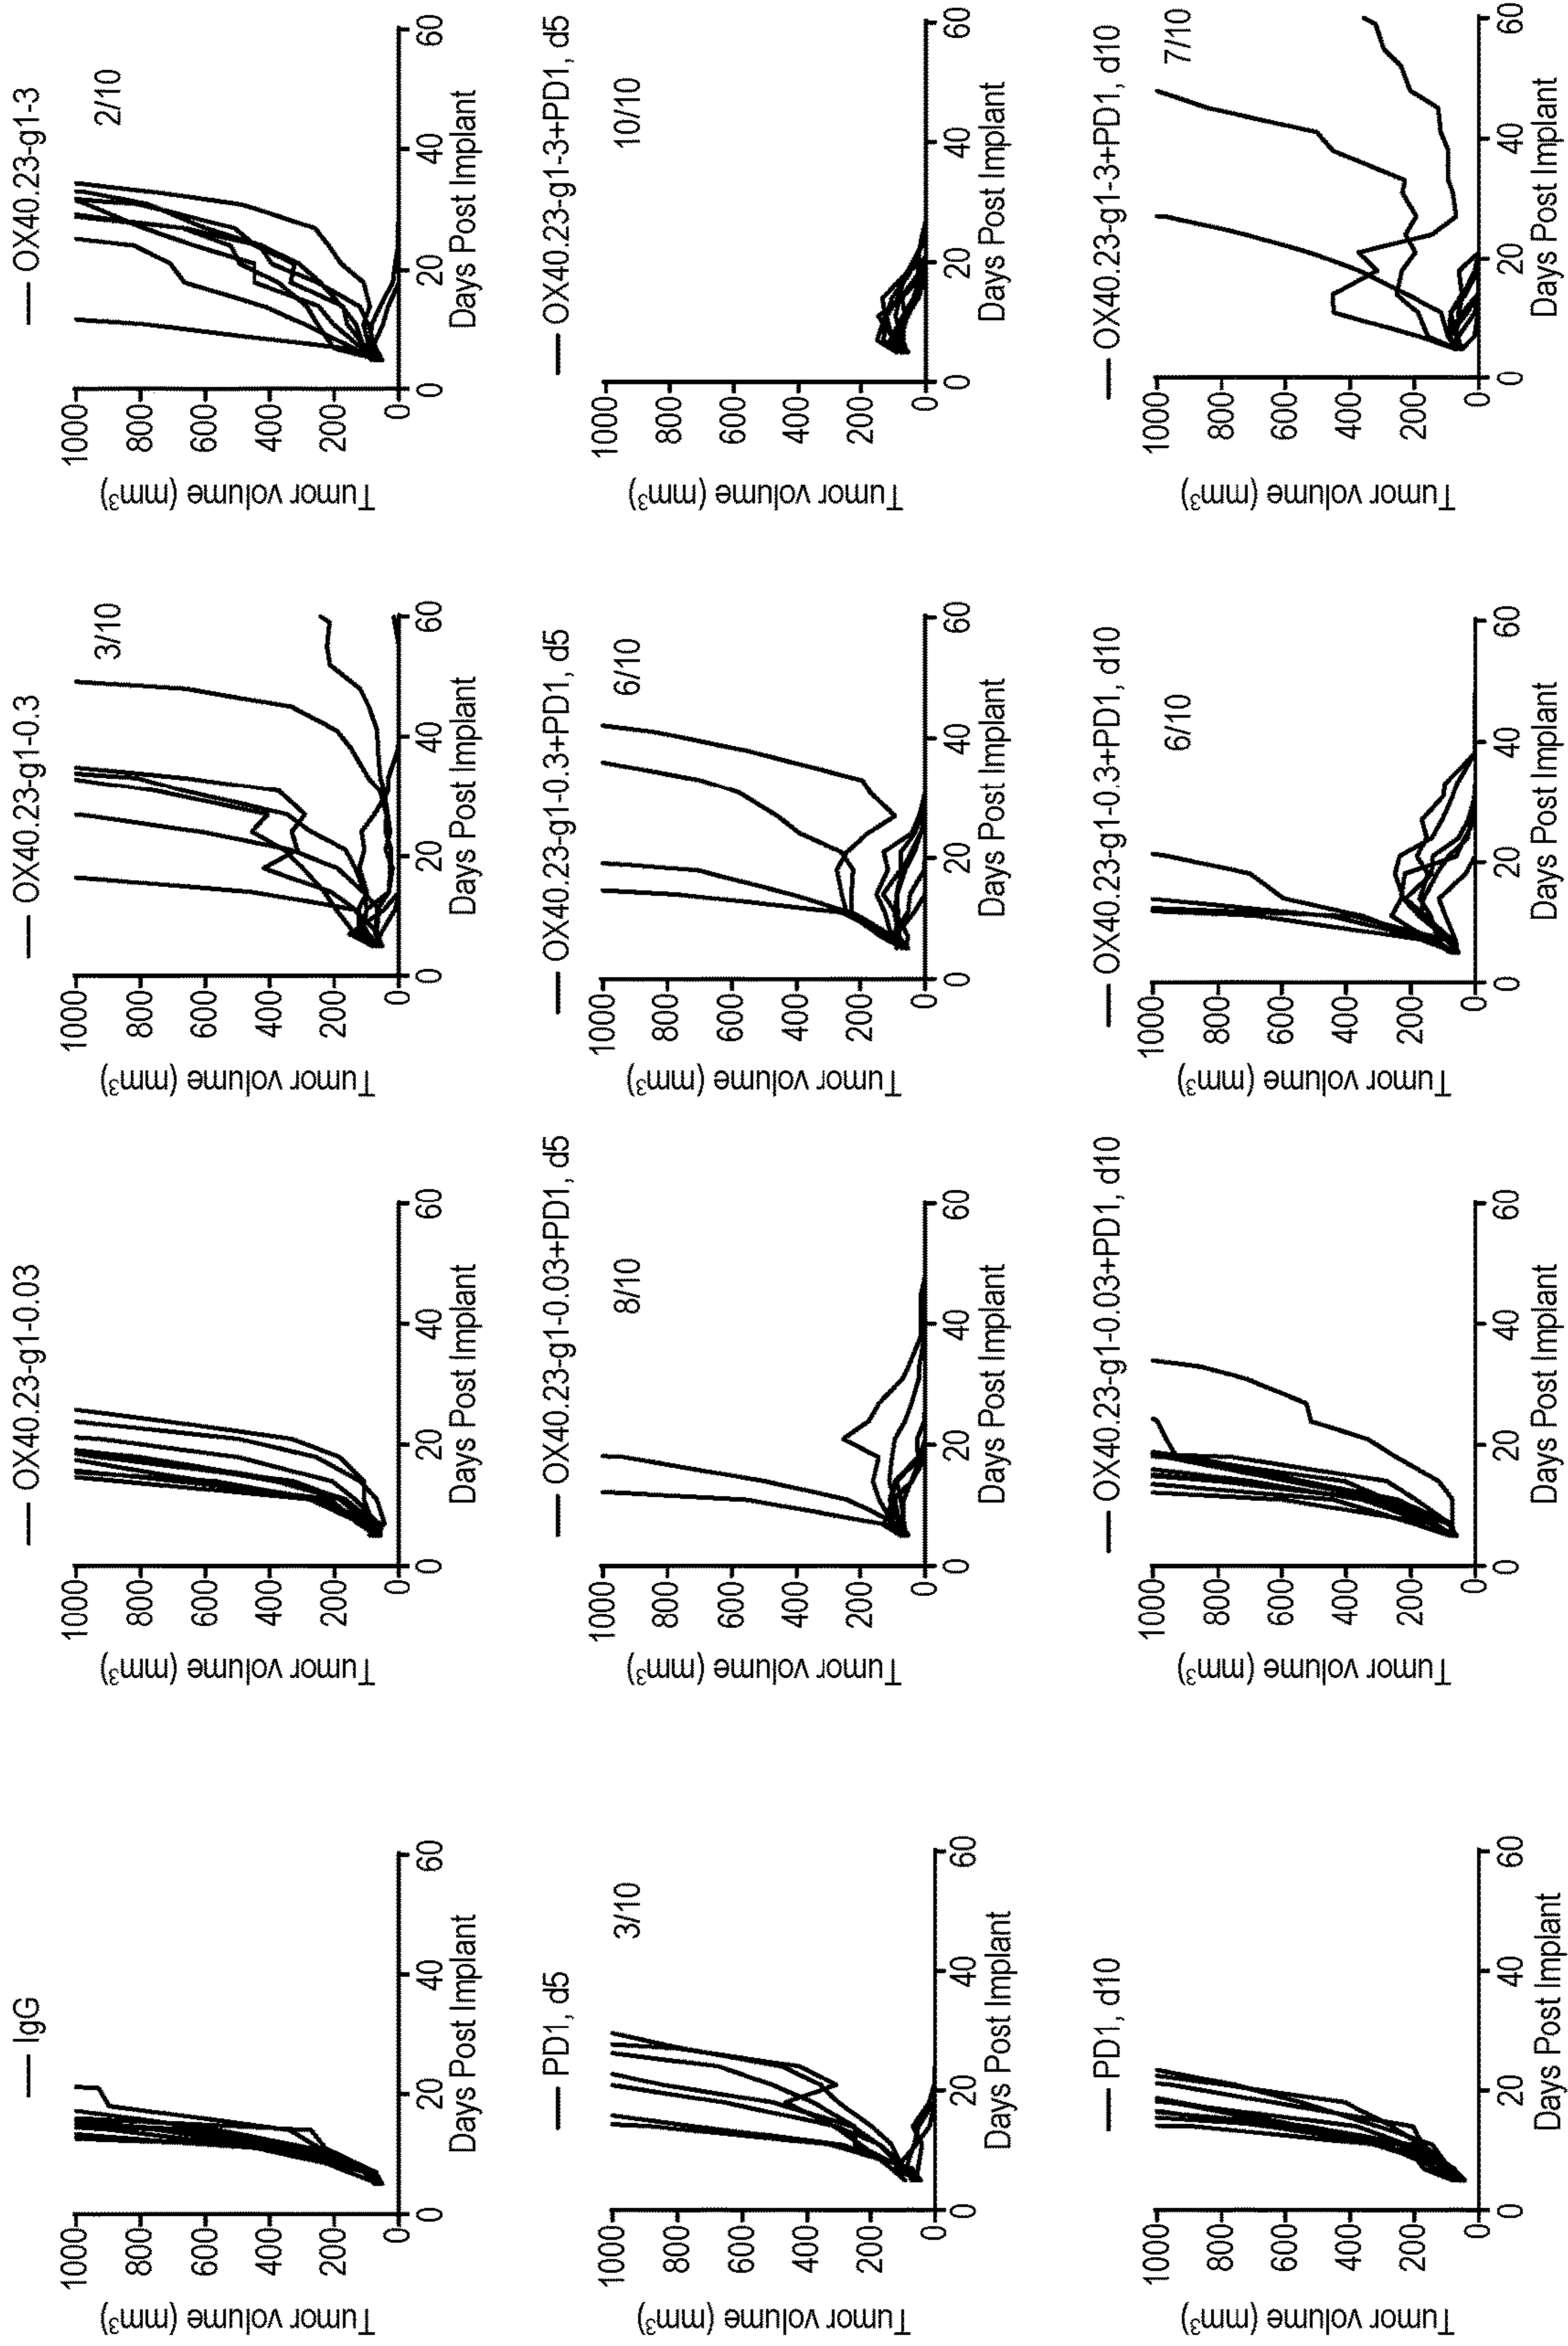 IgG
Tumor volume (mm³)
1000
800
600
400
200
0
0 20 40 60
Days Post Implant
OX40.23-g1-0.03
Tumor volume (mm³)
1000
800
600
400
200
0
0 20 40 60
Days Post Implant
OX40.23-g1-0.3
3/10
Tumor volume (mm³)
1000
800
600
400
200
0
0 20 40 60
Days Post Implant
OX40.23-g1-3
2/10
Tumor volume (mm³)
1000
800
600
400
200
0
0 20 40 60
Days Post Implant
PD1, d5
3/10
Tumor volume (mm³)
1000
800
600
400
200
0
0 20 40 60
Days Post Implant
OX40.23-g1-0.03+PD1, d5
8/10
Tumor volume (mm³)
1000
800
600
400
200
0
0 20 40 60
Days Post Implant
OX40.23-g1-0.3+PD1, d5
6/10
Tumor volume (mm³)
1000
800
600
400
200
0
0 20 40 60
Days Post Implant
OX40.23-g1-3+PD1, d5
10/10
Tumor volume (mm³)
1000
800
600
400
200
0
0 20 40 60
Days Post Implant
PD1, d10
Tumor volume (mm³)
1000
800
600
400
200
0
0 20 40 60
Days Post Implant
OX40.23-g1-0.03+PD1, d10
Tumor volume (mm³)
1000
800
600
400
200
0
0 20 40 60
Days Post Implant
OX40.23-g1-0.3+PD1, d10
6/10
Tumor volume (mm³)
1000
800
600
400
200
0
0 20 40 60
Days Post Implant
OX40.23-g1-3+PD1, d10
7/10
Tumor volume (mm³)
1000
800
600
400
200
0
0 20 40 60
Days Post Implant